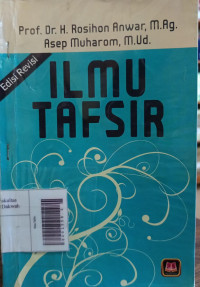 Prof. Dr. H. Rosihon Anwar, M.Ag.
Asep Muharom, M.Ud.
Edisi Revisi
ILMU
TAFSIR